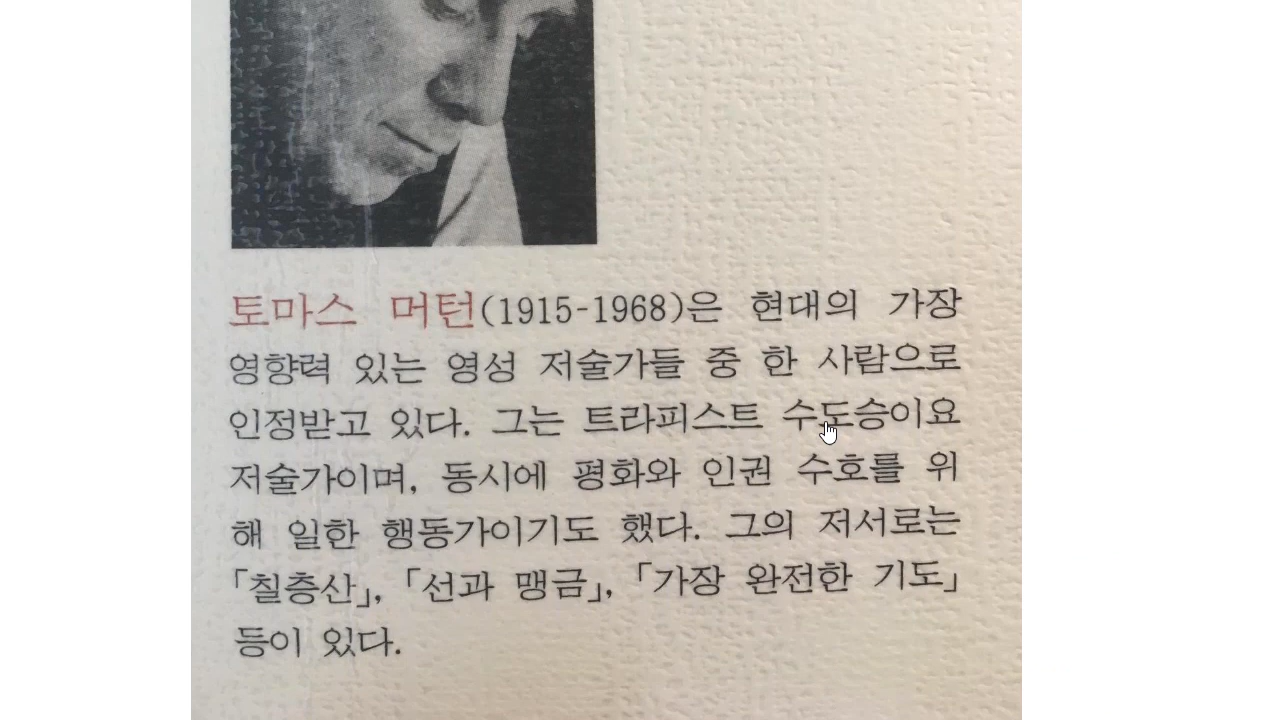 토마스 머턴(1915-1968)은 현대의 가장
영향력 있는 영성 저술가들 중 한 사람으로
인정받고 있다. 그는 트라피스트 수도승이요
저술가이며, 동시에 평화와 인권 수호를 위
해 일한 행동가이기도 했다. 그의 저서로는
「칠층산」, 「선과 맹금」, 「가장 완전한 기도」
등이 있다.